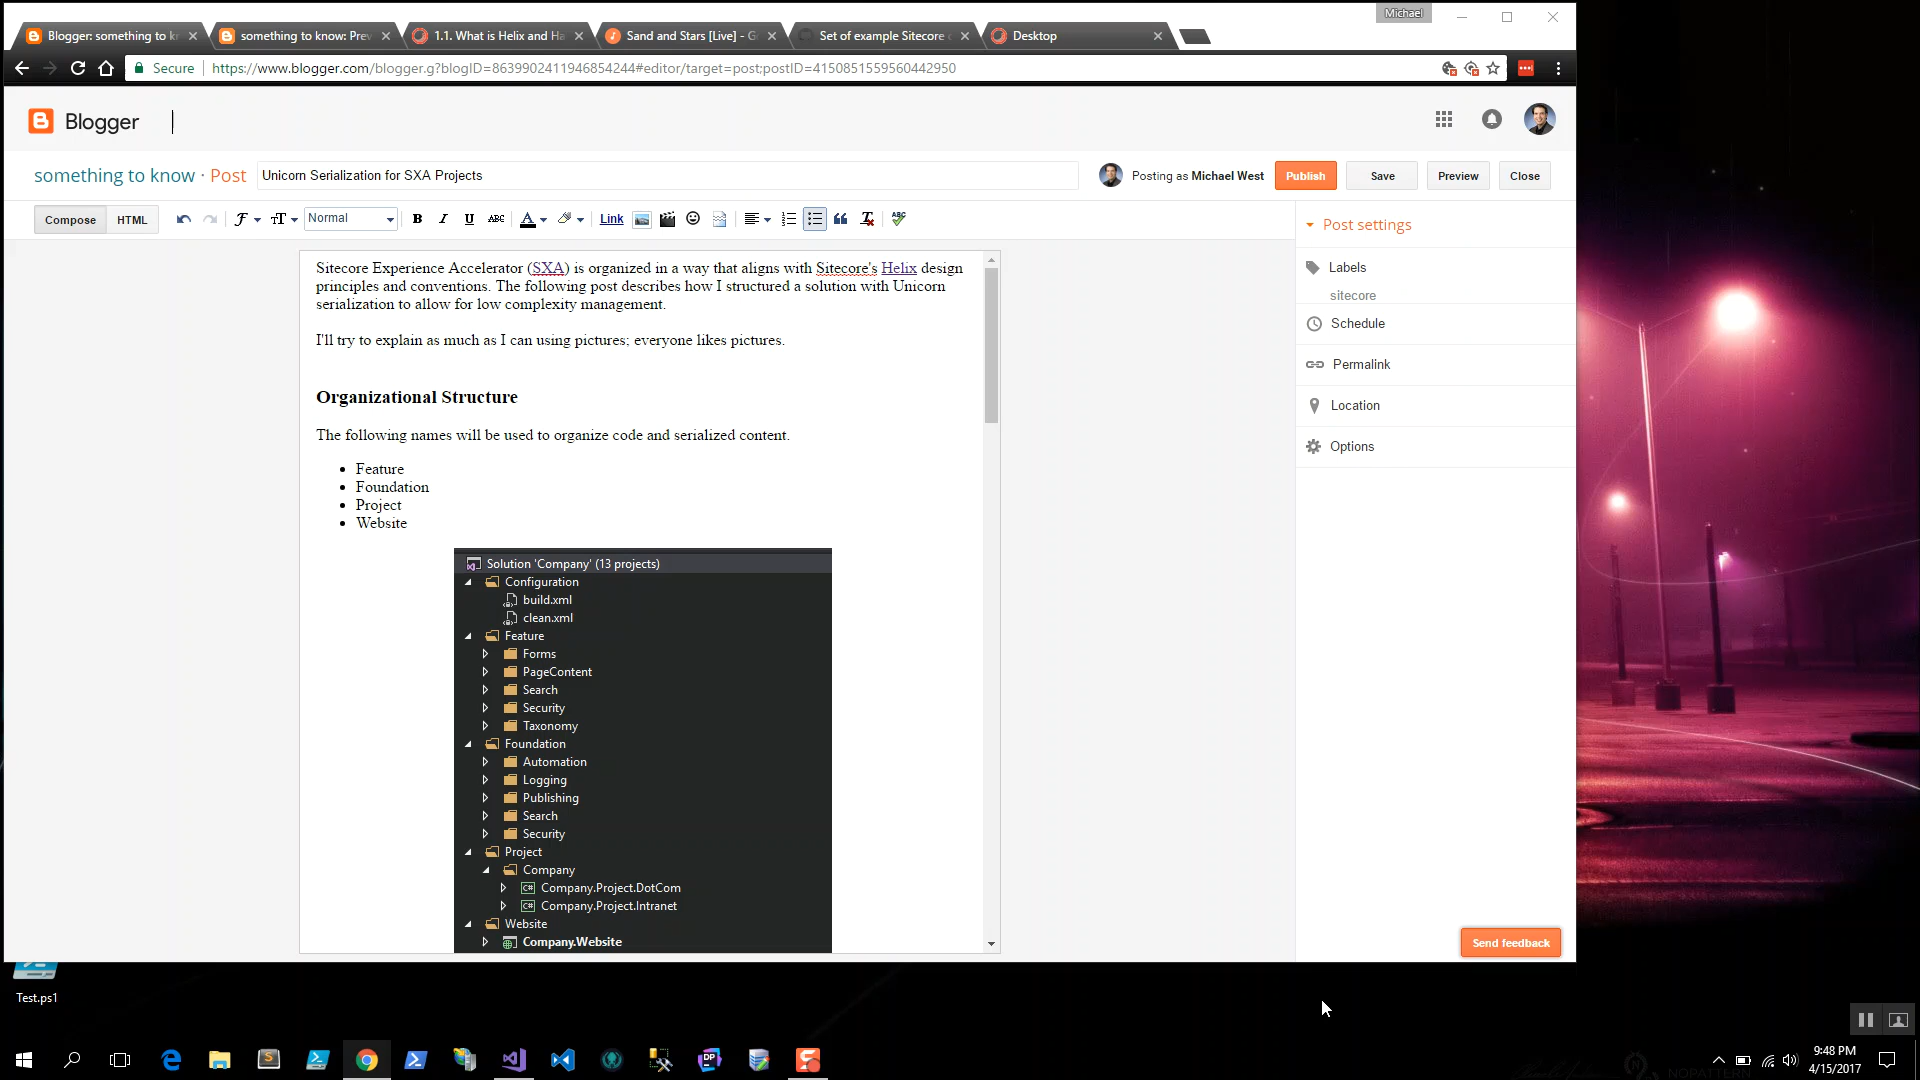 Michael
Blogger: something to k
something to know: Prev
1.1. What is Helix and Ha
Sand and Stars [Live] - G
Set of example Sitecore
Desktop
Secure
https://www.blogger.com/blogger.g?blogID=8639902411946854244#editor/target=post;postID=4150851559560442950
Blogger
something to know · Post
Unicorn Serialization for SXA Projects
Posting as Michael West
Publish
Save
Preview
Close
Compose
HTML
Normal
B I U ABC A
Link
ABC
Post settings
Labels
sitecore
Schedule
Permalink
Location
Options
Sitecore Experience Accelerator (SXA) is organized in a way that aligns with Sitecore's Helix design
principles and conventions. The following post describes how I structured a solution with Unicorn
serialization to allow for low complexity management.
I'll try to explain as much as I can using pictures; everyone likes pictures.
Organizational Structure
The following names will be used to organize code and serialized content.
Feature
Foundation
Project
Website
Solution 'Company' (13 projects)
Configuration
build.xml
clean.xml
Feature
Forms
PageContent
Search
Security
Taxonomy
Foundation
Automation
Logging
Publishing
Search
Security
Project
Company
Company.Project.DotCom
Company.Project.Intranet
Website
Company.Website
Send feedback
Test.ps1
9:48 PM
4/15/2017
NOPATTERN